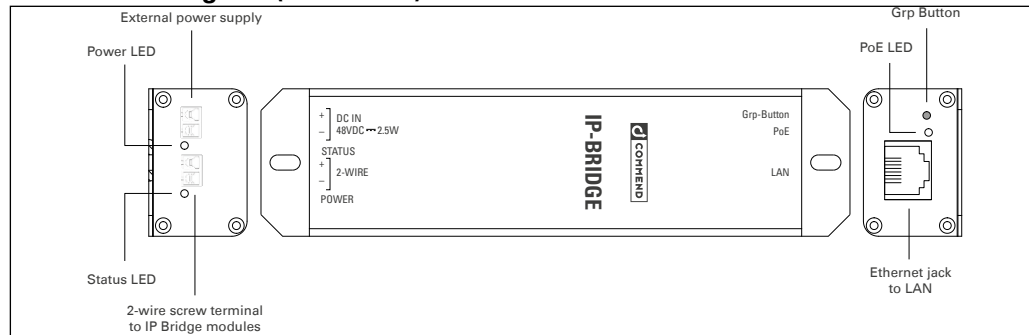 External power supply
Power LED
Status LED
2-wire screw terminal
to IP Bridge modules
+
–
DC IN
48VDC ⎓ 2.5W
STATUS
+
–
2-WIRE
POWER
IP-BRIDGE
COMMEND
Grp-Button
PoE
LAN
Grp Button
PoE LED
Ethernet jack
to LAN